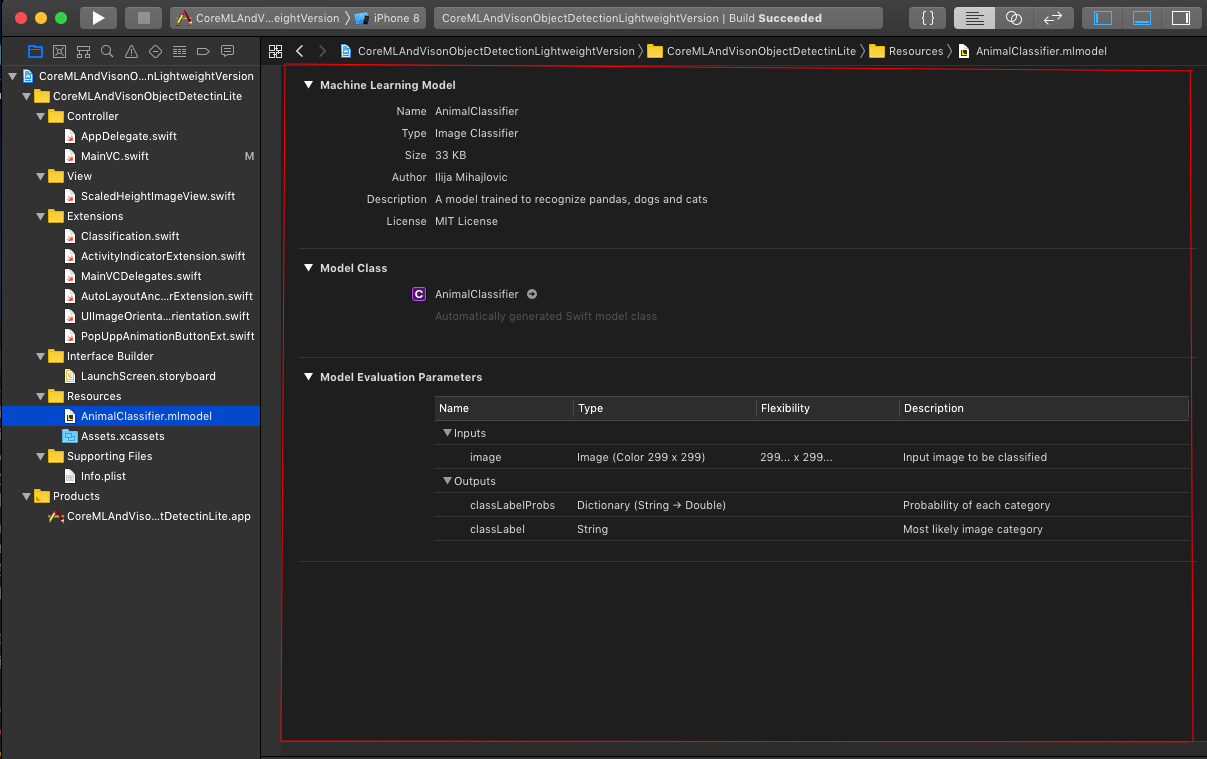 CoreMLAndV...eightVersion 〉 iPhone 8
CoreMLAndVisonObjectDetectionLightweightVersion | Build Succeeded
{ }
CoreMLAndVisonObjectDetectionLightweightVersion 〉 CoreMLAndVisonObjectDetectinLite 〉 Resources 〉 AnimalClassifier.mlmodel
CoreMLAndVisonO...nLightweightVersion
CoreMLAndVisonObjectDetectinLite
Controller
AppDelegate.swift
MainVC.swift M
View
ScaledHeightImageView.swift
Extensions
Classification.swift
ActivityIndicatorExtension.swift
MainVCDelegates.swift
AutoLayoutAnc...rExtension.swift
UIImageOrienta...rientation.swift
PopUppAnimationButtonExt.swift
Interface Builder
LaunchScreen.storyboard
Resources
AnimalClassifier.mlmodel
Assets.xcassets
Supporting Files
Info.plist
Products
CoreMLAndViso...tDetectinLite.app
Machine Learning Model
Name AnimalClassifier
Type Image Classifier
Size 33 KB
Author Ilija Mihajlovic
Description A model trained to recognize pandas, dogs and cats
License MIT License
Model Class
C AnimalClassifier
Automatically generated Swift model class
Model Evaluation Parameters
Name Type Flexibility Description
Inputs
image Image (Color 299 x 299) 299... x 299... Input image to be classified
Outputs
classLabelProbs Dictionary (String → Double) Probability of each category
classLabel String Most likely image category